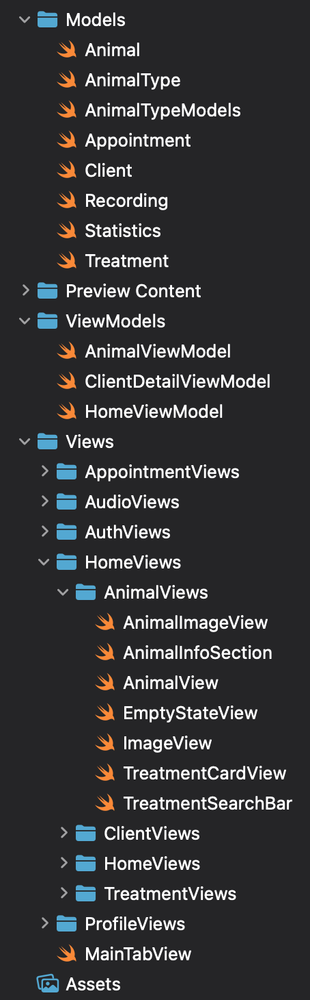 Models
Animal
AnimalType
AnimalTypeModels
Appointment
Client
Recording
Statistics
Treatment
Preview Content
ViewModels
AnimalViewModel
ClientDetailViewModel
HomeViewModel
Views
AppointmentViews
AudioViews
AuthViews
HomeViews
AnimalViews
AnimalImageView
AnimalInfoSection
AnimalView
EmptyStateView
ImageView
TreatmentCardView
TreatmentSearchBar
ClientViews
HomeViews
TreatmentViews
ProfileViews
MainTabView
Assets